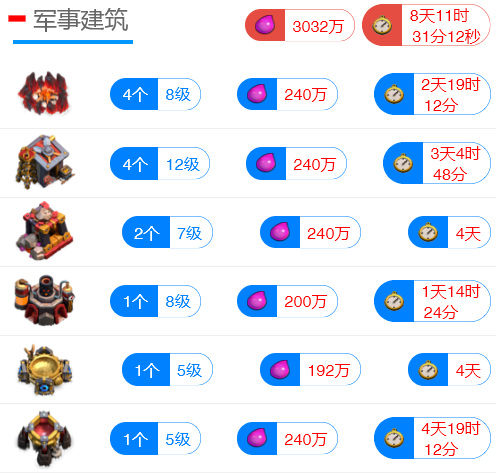 军事建筑
3032万
8天11时
31分12秒
4个 8级 240万 2天19时
12分
4个 12级 240万 3天4时
48分
2个 7级 240万 4天
1个 8级 200万 1天14时
24分
1个 5级 192万 4天
1个 5级 240万 4天19时
12分